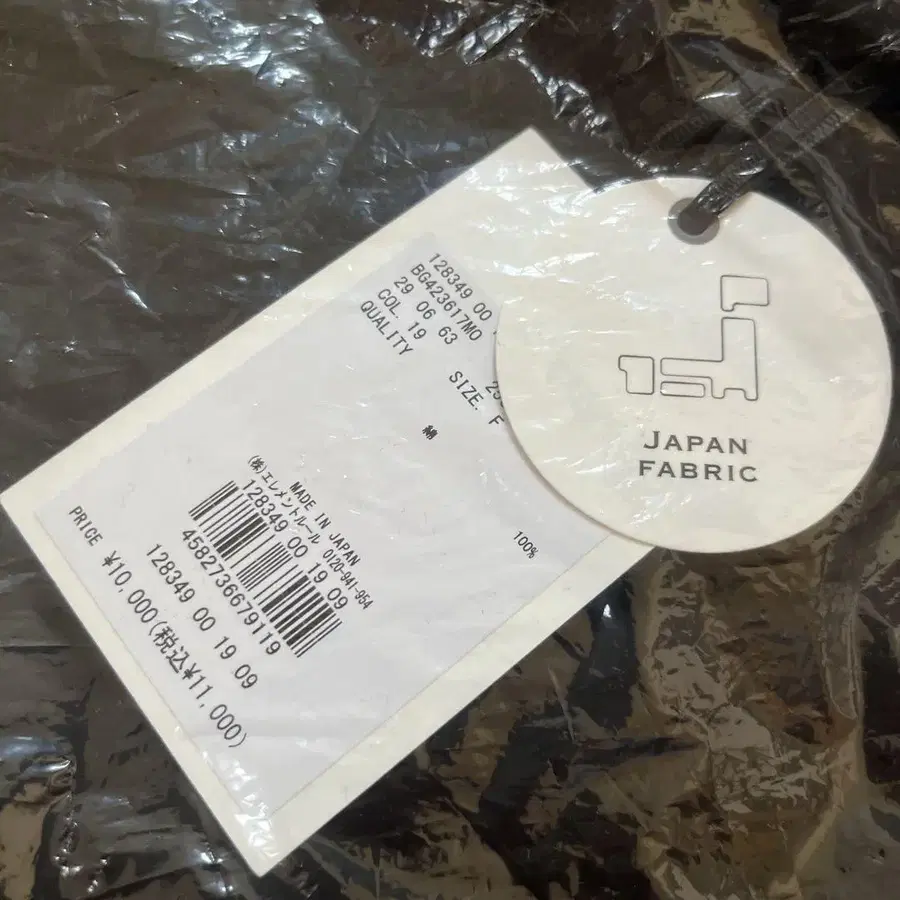 128349 00
BG423617MO
29 06 63
COL. 19
SIZE. F
QUALITY
綿 100%
MADE IN JAPAN
(株)エレメントルール 0120-941-954
128349 00 19 09
4582736679119
128349 00 19 09
PRICE ¥10,000(税込¥11,000)
JAPAN
FABRIC